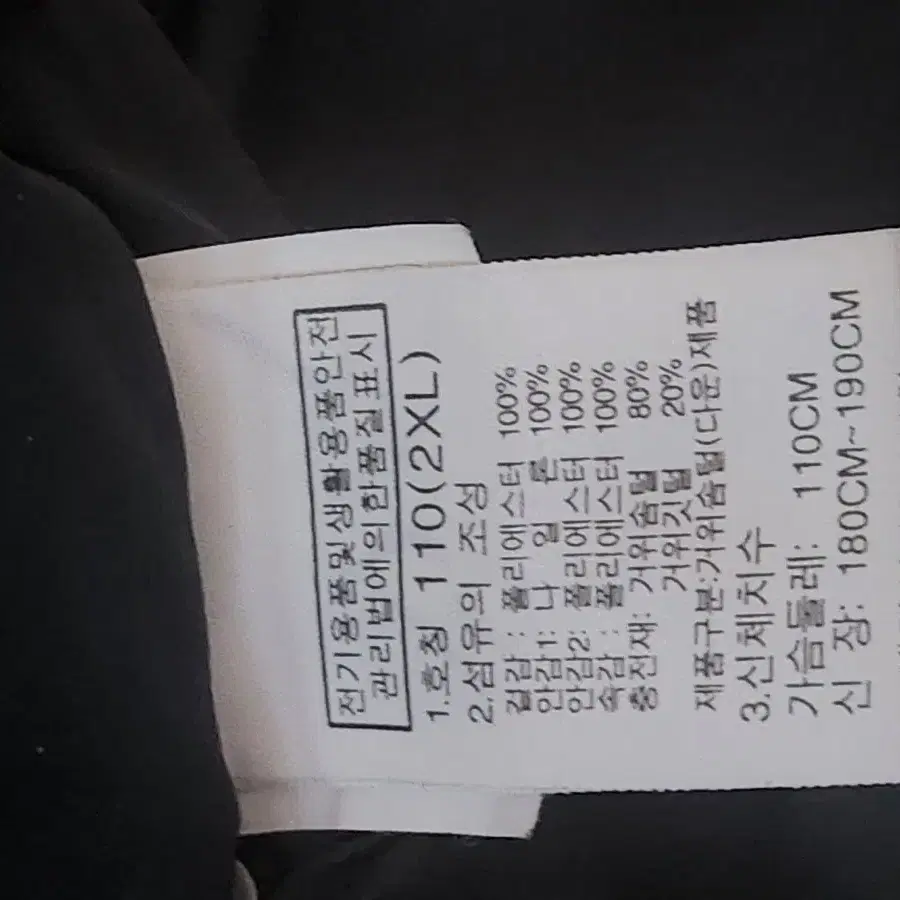 전기용품및생활용품안전
관리법에의한품질표시
1.호칭 110(2XL)
2.섬유의 조성
겉감 : 폴리에스터 100%
안감1: 나 일 론 100%
안감2: 폴리에스터 100%
속감 : 폴리에스터 100%
충전재: 거위솜털 80%
거위깃털 20%
제품구분:거위솜털(다운)제품
3.신체치수
가슴둘레: 110CM
신 장: 180CM~190CM